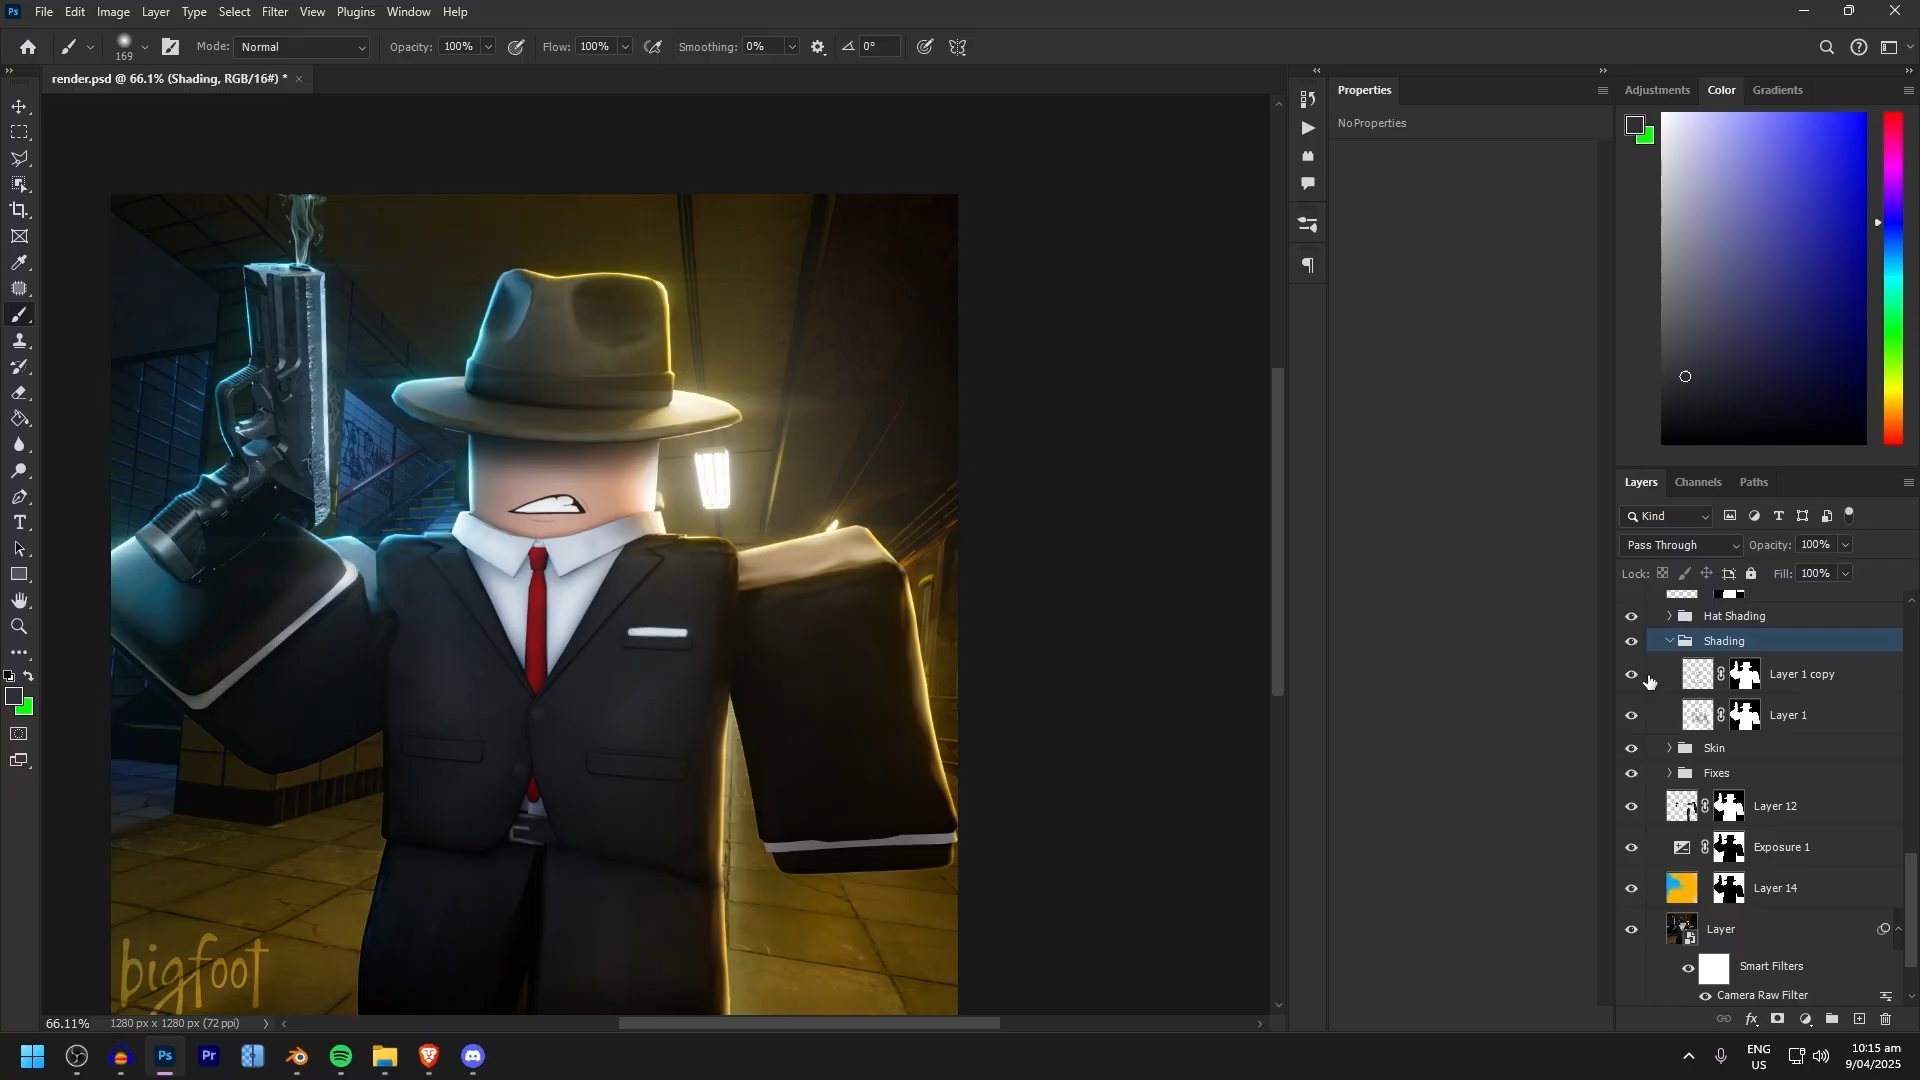 Ps File Edit Image Layer Type Select Filter View Plugins Window Help
169 Mode: Normal Opacity: 100% Flow: 100% Smoothing: 0% 0°
render.psd @ 66.1% (Shading, RGB/16#) *
Properties
No Properties
Adjustments Color Gradients
Layers Channels Paths
Kind
Pass Through Opacity: 100%
Lock: Fill: 100%
Hat Shading
Shading
Layer 1 copy
Layer 1
Skin
Fixes
Layer 12
Exposure 1
Layer 14
Layer
Smart Filters
Camera Raw Filter
bigfoot
66.11% 1280 px x 1280 px (72 ppi)
Ps Pr
ENG
US
10:15 am
9/04/2025